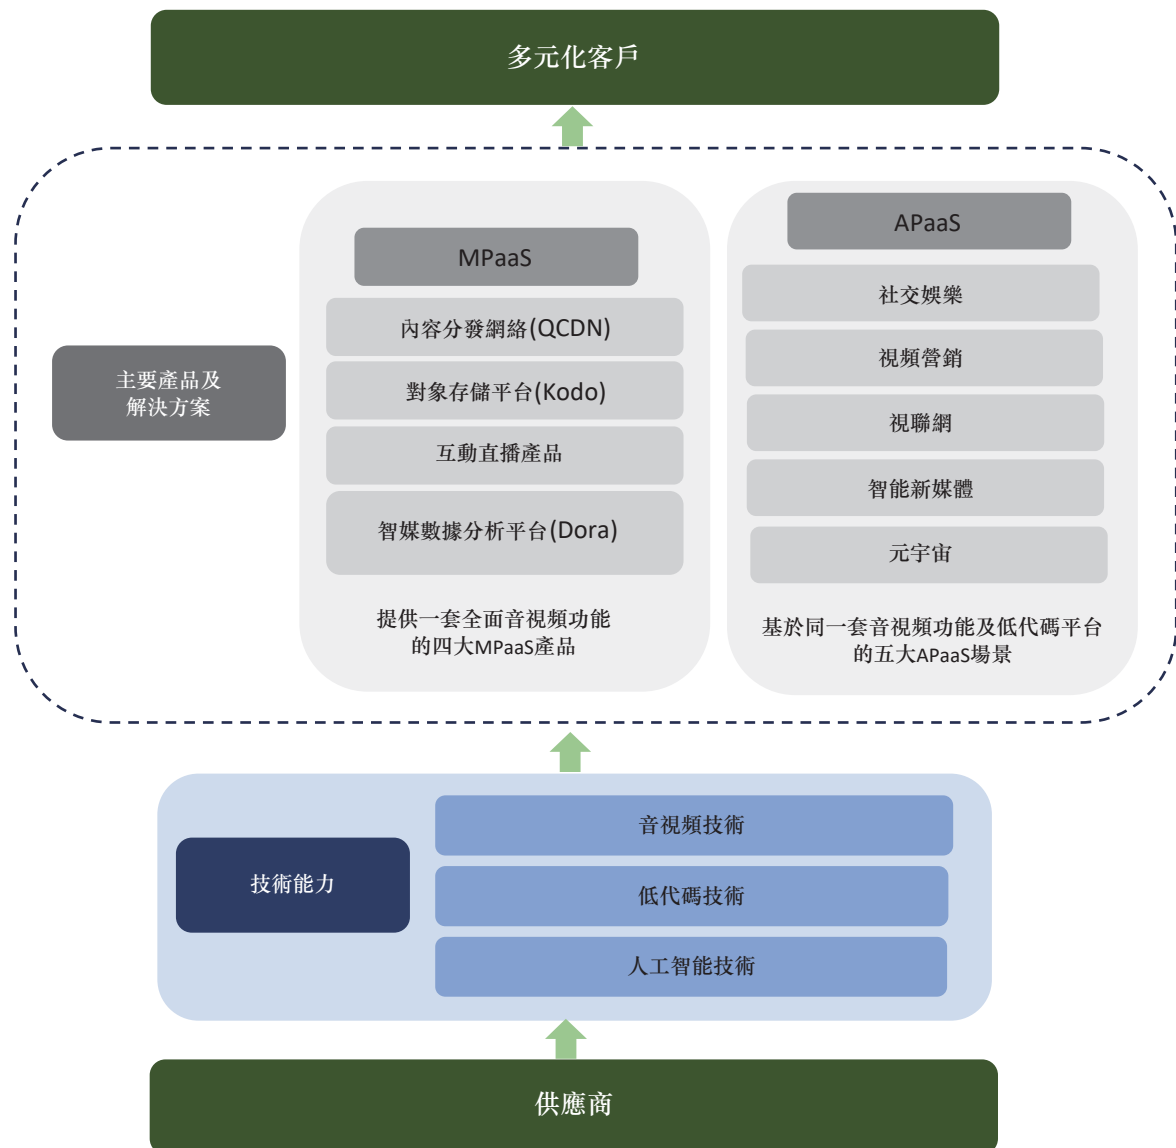 多元化客戶
主要產品及
解決方案
MPaaS
內容分發網絡(QCDN)
對象存儲平台(Kodo)
互動直播產品
智媒數據分析平台(Dora)
提供一套全面音視頻功能
的四大MPaaS產品
APaaS
社交娛樂
視頻營銷
視聯網
智能新媒體
元宇宙
基於同一套音視頻功能及低代碼平台
的五大APaaS場景
技術能力
音視頻技術
低代碼技術
人工智能技術
供應商